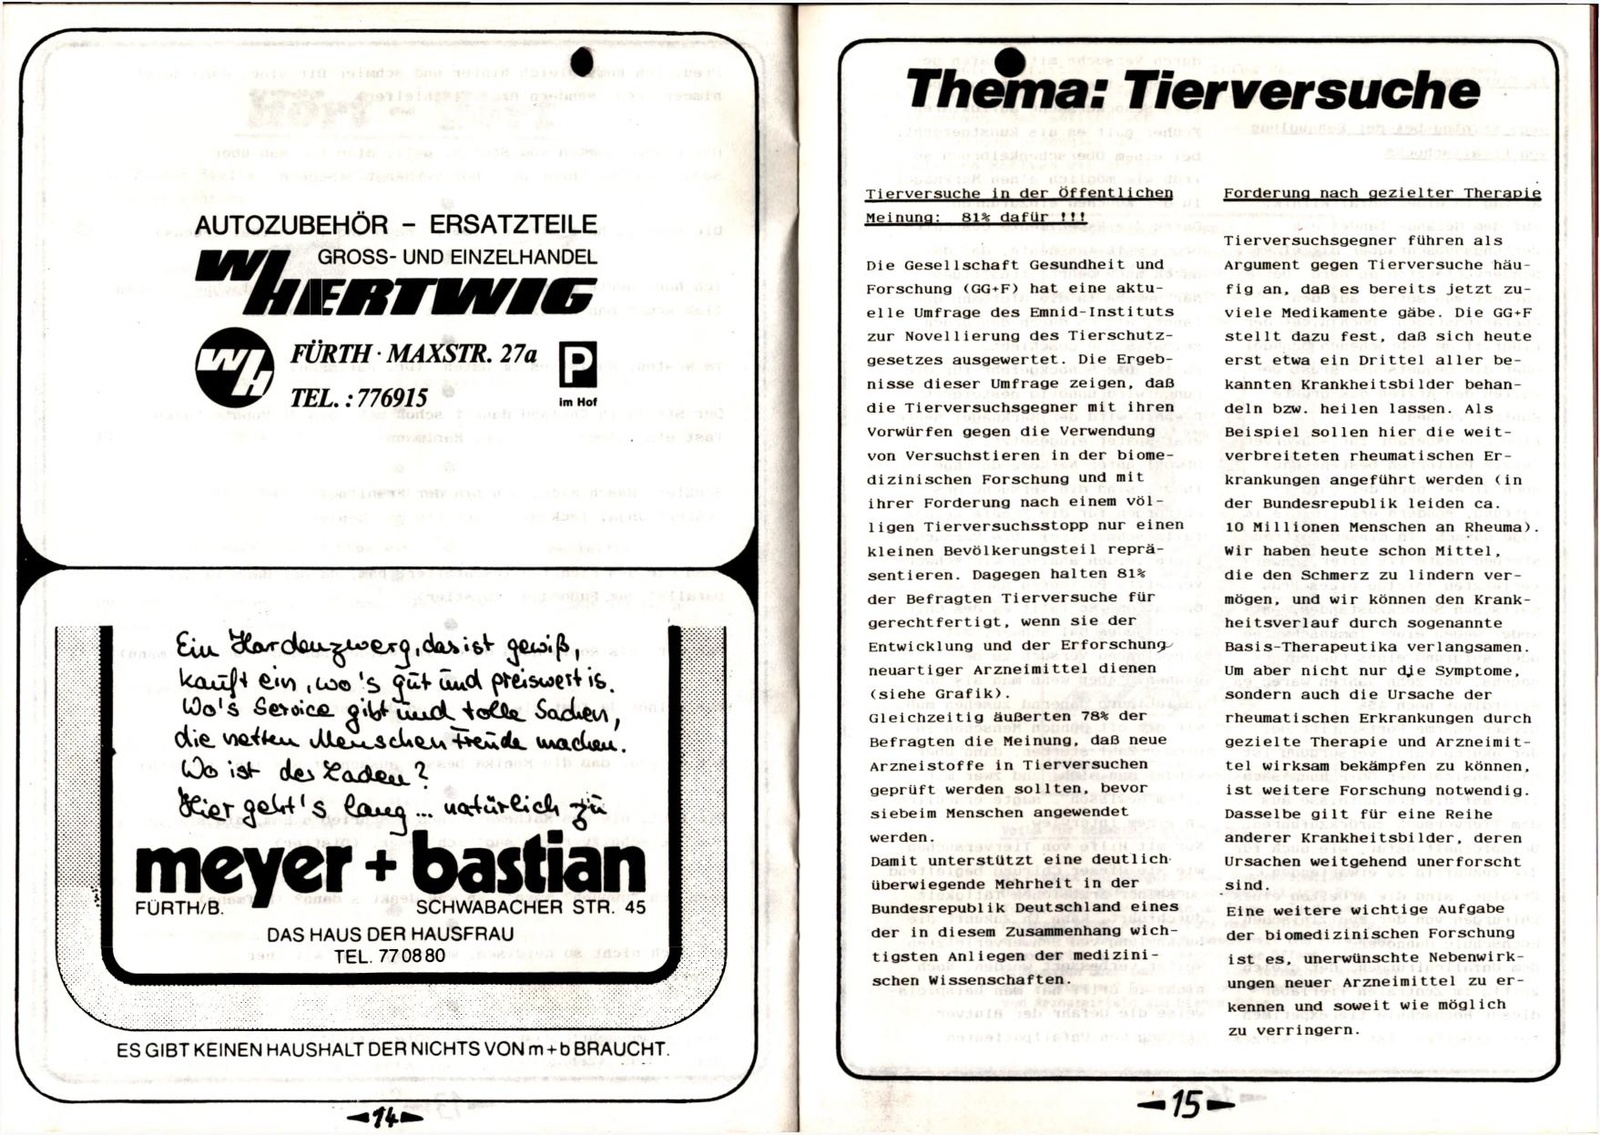 AUTOZUBEHÖR – ERSATZTEILE
GROSS- UND EINZELHANDEL
WHERTWIG
WH
FÜRTH · MAXSTR. 27a
TEL. : 776915
P
im Hof
Ein Hardenzwerg, das ist gewiß,
kauft ein, wo's gut und preiswert is.
Wo's Service gibt und tolle Sachen,
die netten Menschen Freude machen.
Wo ist der Laden?
Hier geht's lang ... natürlich zu
meyer + bastian
FÜRTH/B. SCHWABACHER STR. 45
DAS HAUS DER HAUSFRAU
TEL. 77 08 80
ES GIBT KEINEN HAUSHALT DER NICHTS VON m+b BRAUCHT.
14
Thema: Tierversuche
Tierversuche in der Öffentlichen
Meinung: 81% dafür !!!
Die Gesellschaft Gesundheit und
Forschung (GG+F) hat eine aktu-
elle Umfrage des Emnid-Instituts
zur Novellierung des Tierschutz-
gesetzes ausgewertet. Die Ergeb-
nisse dieser Umfrage zeigen, daß
die Tierversuchsgegner mit ihren
Vorwürfen gegen die Verwendung
von Versuchstieren in der biome-
dizinischen Forschung und mit
ihrer Forderung nach einem völ-
ligen Tierversuchsstopp nur einen
kleinen Bevölkerungsteil reprä-
sentieren. Dagegen halten 81%
der Befragten Tierversuche für
gerechtfertigt, wenn sie der
Entwicklung und der Erforschung
neuartiger Arzneimittel dienen
(siehe Grafik).
Gleichzeitig äußerten 78% der
Befragten die Meinung, daß neue
Arzneistoffe in Tierversuchen
geprüft werden sollten, bevor
siebeim Menschen angewendet
werden.
Damit unterstützt eine deutlich
überwiegende Mehrheit in der
Bundesrepublik Deutschland eines
der in diesem Zusammenhang wich-
tigsten Anliegen der medizini-
schen Wissenschaften.
Forderung nach gezielter Therapie
Tierversuchsgegner führen als
Argument gegen Tierversuche häu-
fig an, daß es bereits jetzt zu-
viele Medikamente gäbe. Die GG+F
stellt dazu fest, daß sich heute
erst etwa ein Drittel aller be-
kannten Krankheitsbilder behan-
deln bzw. heilen lassen. Als
Beispiel sollen hier die weit-
verbreiteten rheumatischen Er-
krankungen angeführt werden (in
der Bundesrepublik leiden ca.
10 Millionen Menschen an Rheuma).
Wir haben heute schon Mittel,
die den Schmerz zu lindern ver-
mögen, und wir können den Krank-
heitsverlauf durch sogenannte
Basis-Therapeutika verlangsamen.
Um aber nicht nur die Symptome,
sondern auch die Ursache der
rheumatischen Erkrankungen durch
gezielte Therapie und Arzneimit-
tel wirksam bekämpfen zu können,
ist weitere Forschung notwendig.
Dasselbe gilt für eine Reihe
anderer Krankheitsbilder, deren
Ursachen weitgehend unerforscht
sind.
Eine weitere wichtige Aufgabe
der biomedizinischen Forschung
ist es, unerwünschte Nebenwirk-
ungen neuer Arzneimittel zu er-
kennen und soweit wie möglich
zu verringern.
15